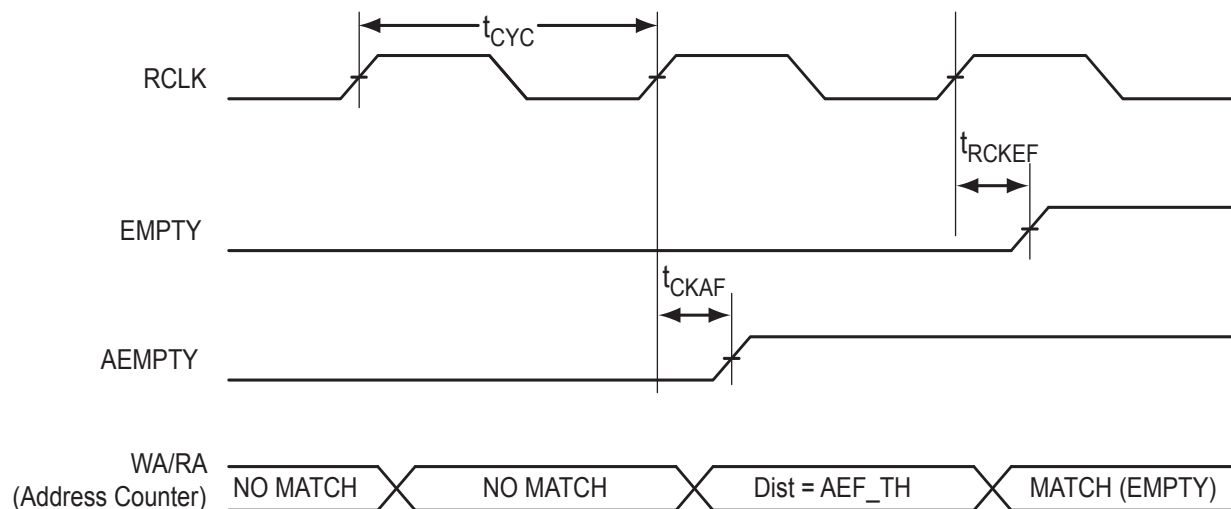 tCYC
RCLK
tRCKEF
EMPTY
tCKAF
AEMPTY
WA/RA
(Address Counter)
NO MATCH
NO MATCH
Dist = AEF_TH
MATCH (EMPTY)